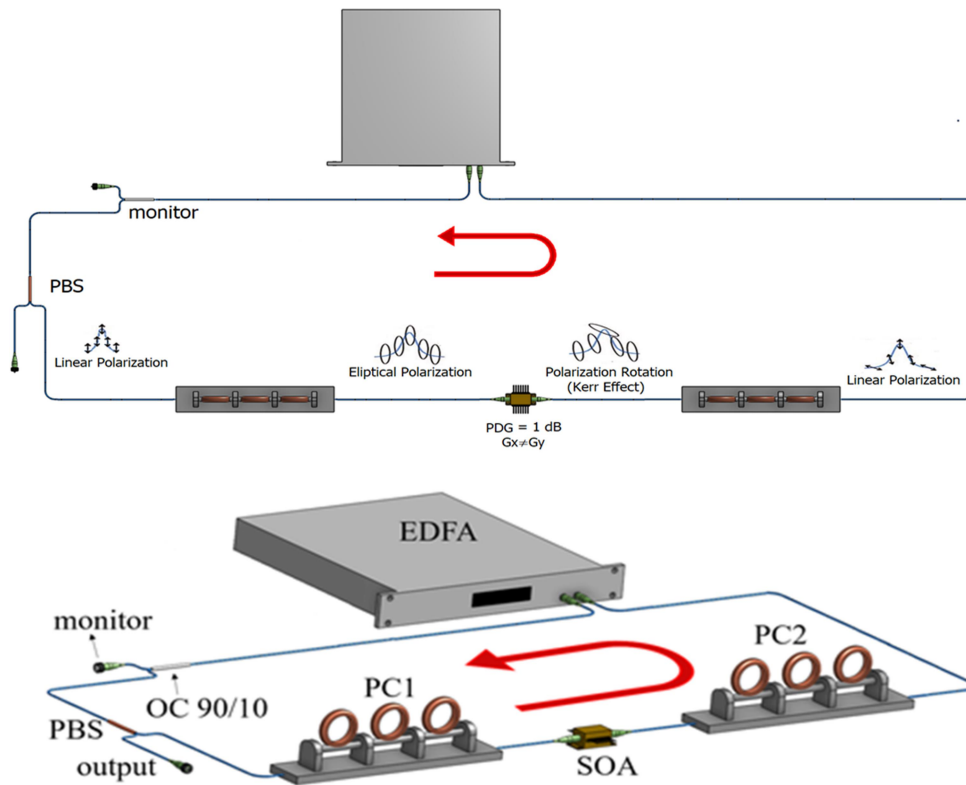 monitor
PBS
Linear Polarization
Eliptical Polarization
Polarization Rotation
(Kerr Effect)
Linear Polarization
PDG = 1 dB
Gx≠Gy
EDFA
monitor
OC 90/10
PC1
PC2
PBS
output
SOA